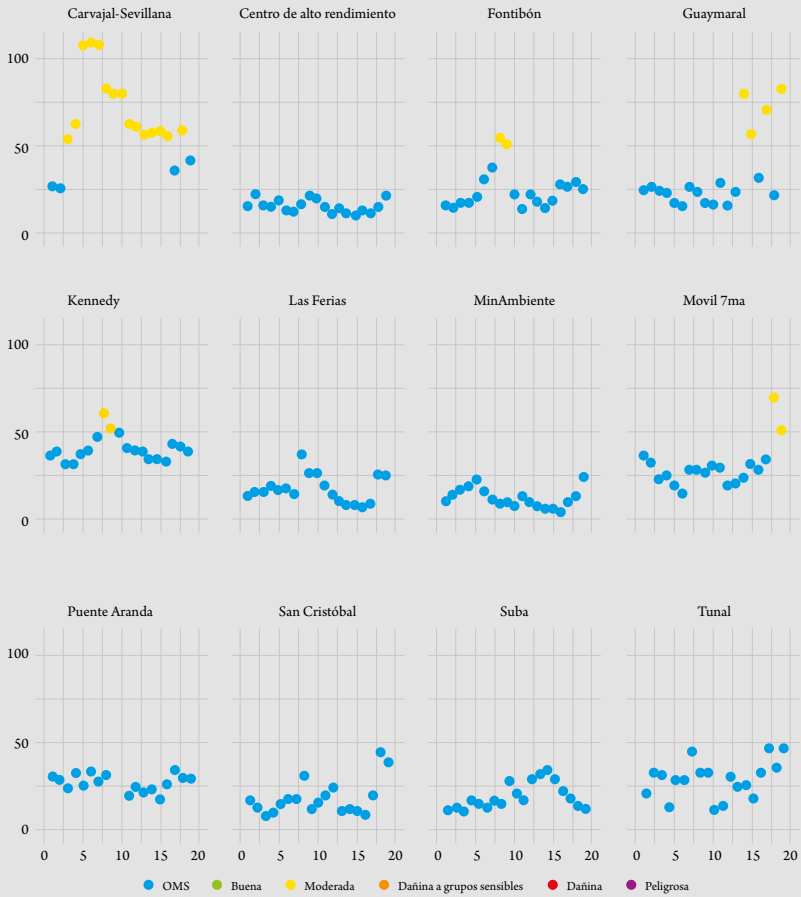 Carvajal-Sevillana Centro de alto rendimiento Fontibón Guaymaral
100
50
0
Kennedy Las Ferias MinAmbiente Movil 7ma
100
50
0
Puente Aranda San Cristóbal Suba Tunal
100
50
0
0 5 10 15 20 0 5 10 15 20 0 5 10 15 20 0 5 10 15 20
OMS Buena Moderada Dañina a grupos sensibles Dañina Peligrosa